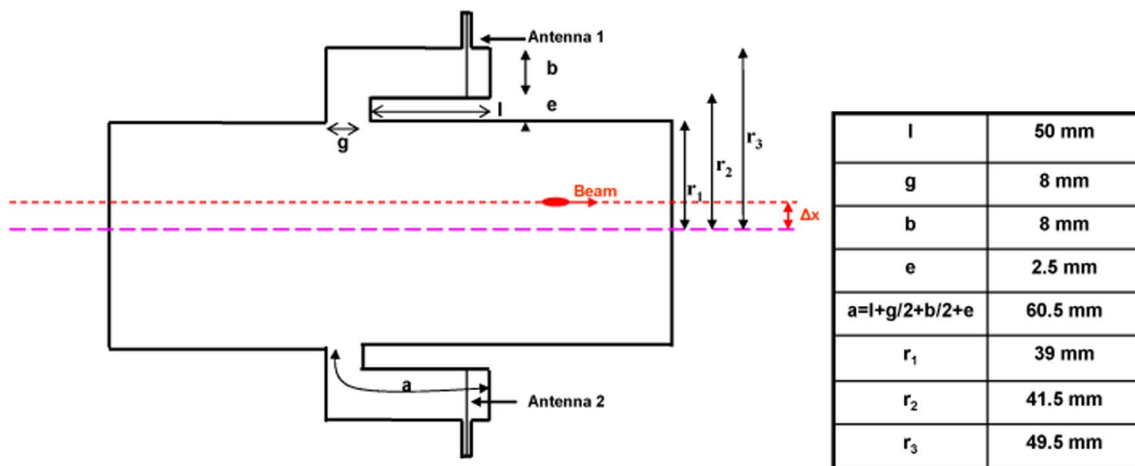 Antenna 1
b
l
e
g
r1
r2
r3
Beam
Δx
a
Antenna 2
l 50 mm
g 8 mm
b 8 mm
e 2.5 mm
a=l+g/2+b/2+e 60.5 mm
r1 39 mm
r2 41.5 mm
r3 49.5 mm